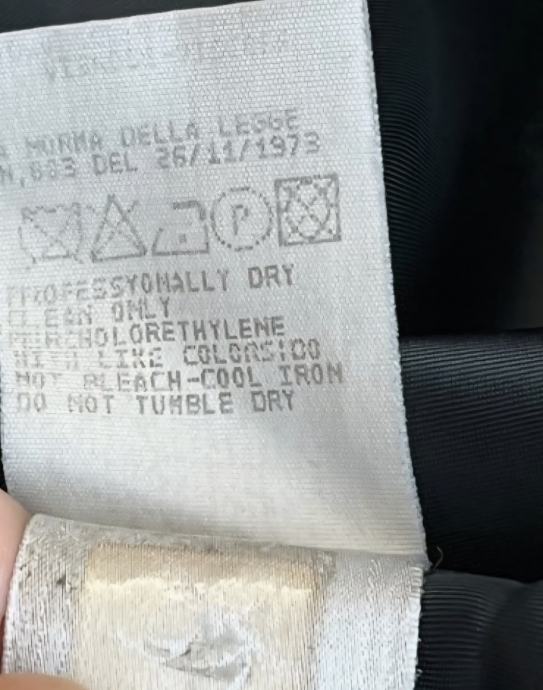 A NORMA DELLA LEGGE
N,883 DEL 26/11/1973
P
PROFESSYONALLY DRY
CLEAN ONLY
PERCHOLORETHYLENE
WITH LIKE COLORS:DO
NOT BLEACH-COOL IRON
DO NOT TUMBLE DRY